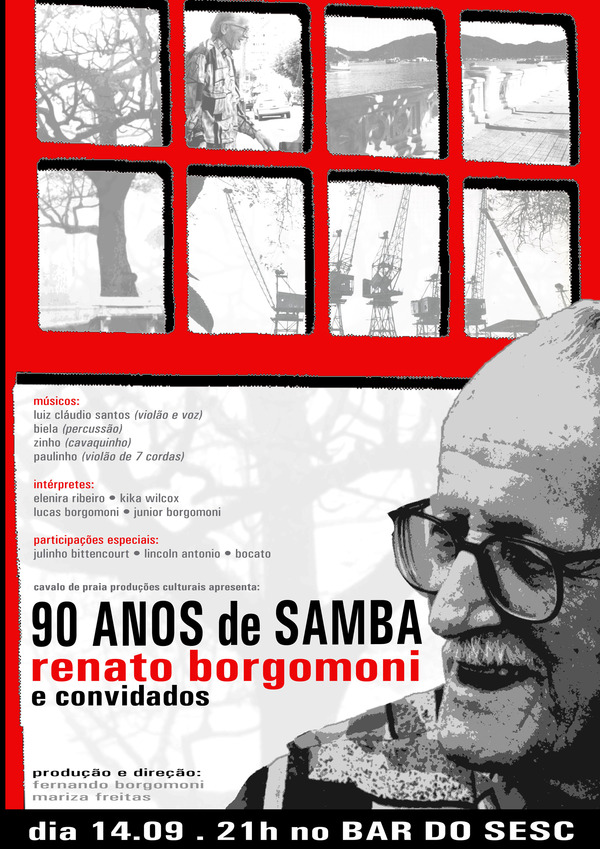 músicos:
luiz cláudio santos (violão e voz)
biela (percussão)
zinho (cavaquinho)
paulinho (violão de 7 cordas)
intérpretes:
elenira ribeiro • kika wilcox
lucas borgomoni • junior borgomoni
participações especiais:
julinho bittencourt • lincoln antonio • bocato
cavalo de praia produções culturais apresenta:
90 ANOS de SAMBA
renato borgomoni
e convidados
produção e direção:
fernando borgomoni
mariza freitas
dia 14.09 . 21h no BAR DO SESC